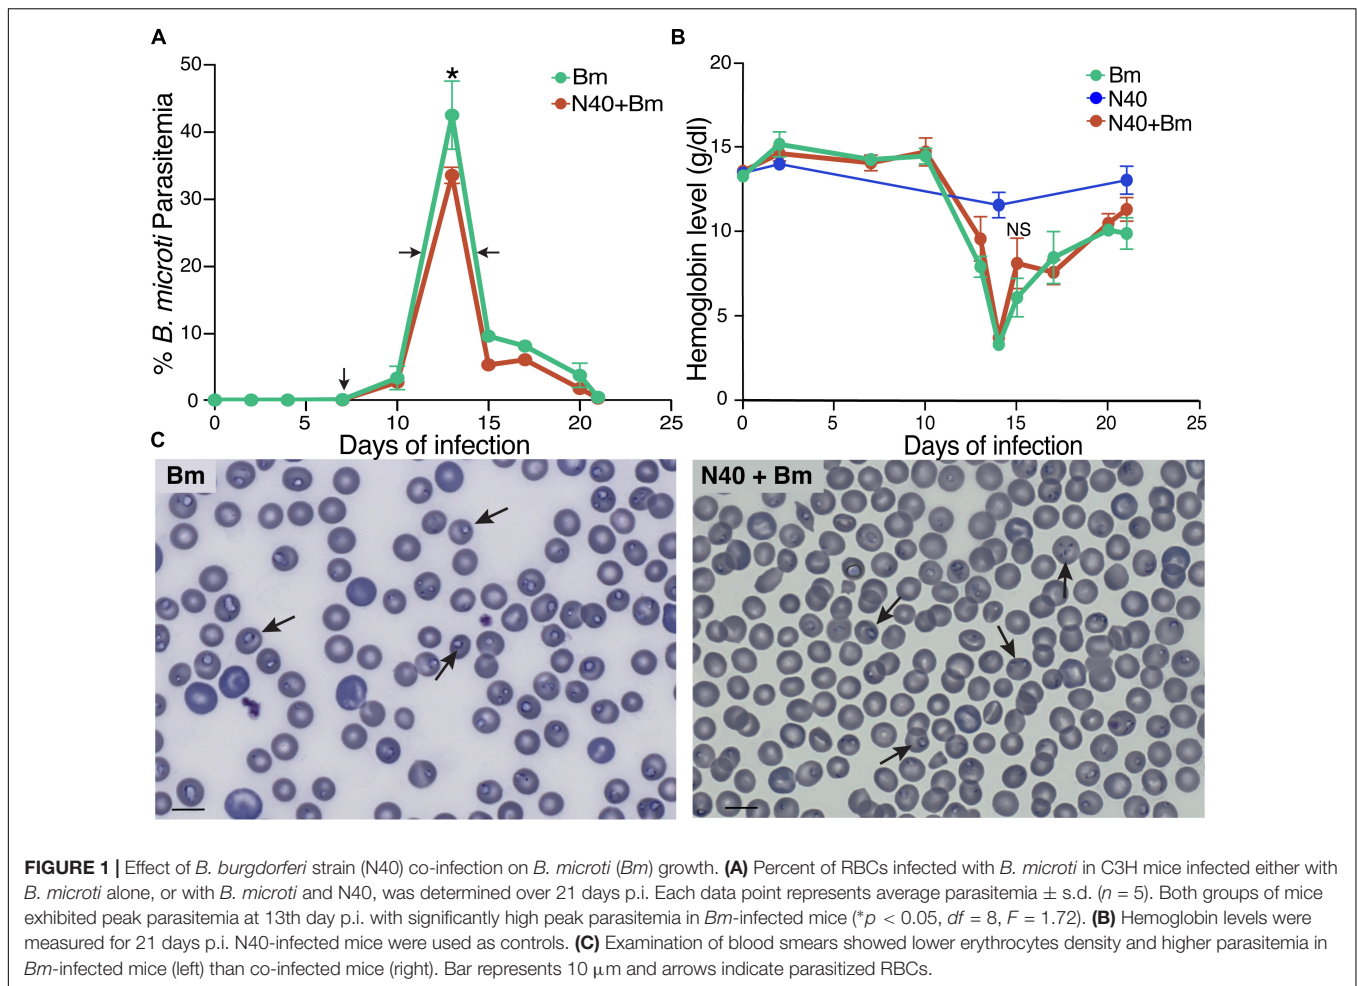 A
B
50
40
30
20
10
0
% B. microti Parasitemia
*
Bm
N40+Bm
0 5 10 15 20 25
Days of infection
20
15
10
5
0
Hemoglobin level (g/dl)
Bm
N40
N40+Bm
NS
0 5 10 15 20 25
Days of infection
C
Bm
N40 + Bm
FIGURE 1 | Effect of B. burgdorferi strain (N40) co-infection on B. microti (Bm) growth. (A) Percent of RBCs infected with B. microti in C3H mice infected either with
B. microti alone, or with B. microti and N40, was determined over 21 days p.i. Each data point represents average parasitemia ± s.d. (n = 5). Both groups of mice
exhibited peak parasitemia at 13th day p.i. with significantly high peak parasitemia in Bm-infected mice (*p < 0.05, df = 8, F = 1.72). (B) Hemoglobin levels were
measured for 21 days p.i. N40-infected mice were used as controls. (C) Examination of blood smears showed lower erythrocytes density and higher parasitemia in
Bm-infected mice (left) than co-infected mice (right). Bar represents 10 μm and arrows indicate parasitized RBCs.